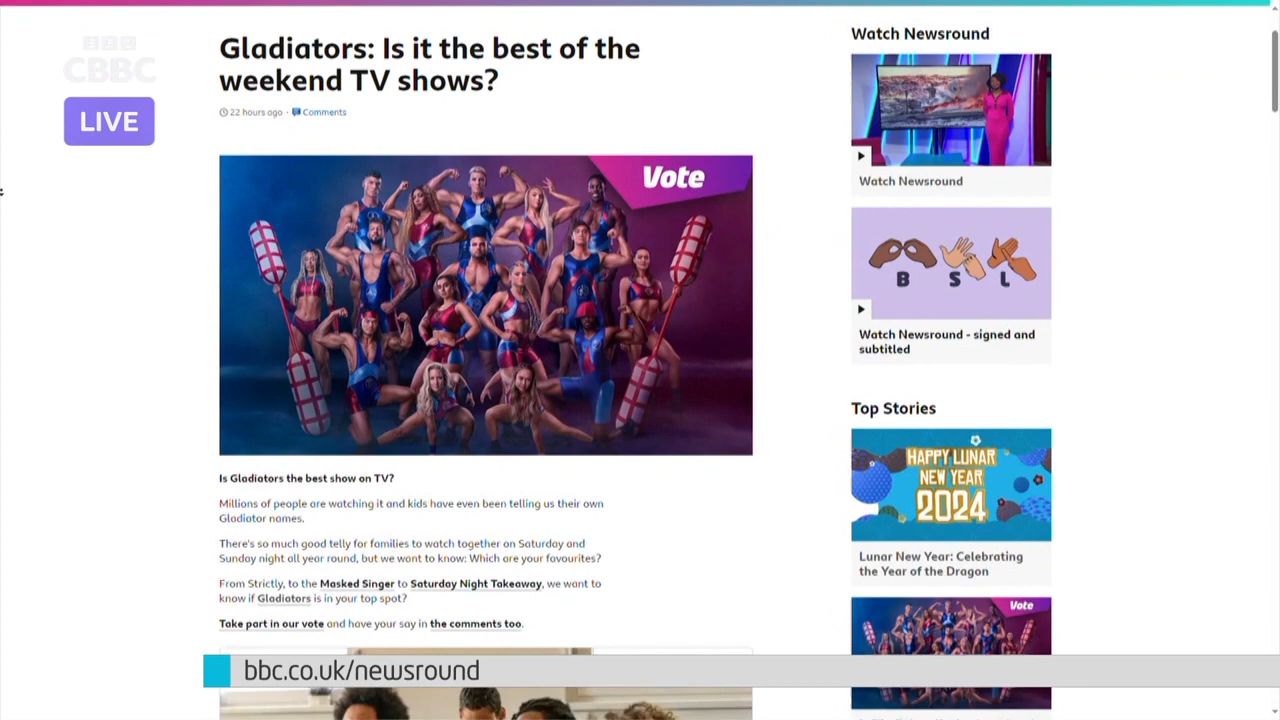 BBC
CBBC
LIVE
Gladiators: Is it the best of the
weekend TV shows?
22 hours ago - Comments
Vote
Is Gladiators the best show on TV?
Millions of people are watching it and kids have even been telling us their own
Gladiator names.
There's so much good telly for families to watch together on Saturday and
Sunday night all year round, but we want to know: Which are your favourites?
From Strictly, to the Masked Singer to Saturday Night Takeaway, we want to
know if Gladiators is in your top spot?
Take part in our vote and have your say in the comments too.
Watch Newsround
Watch Newsround
B S L
Watch Newsround - signed and
subtitled
Top Stories
HAPPY LUNAR
NEW YEAR
2024
Lunar New Year: Celebrating
the Year of the Dragon
Vote
bbc.co.uk/newsround